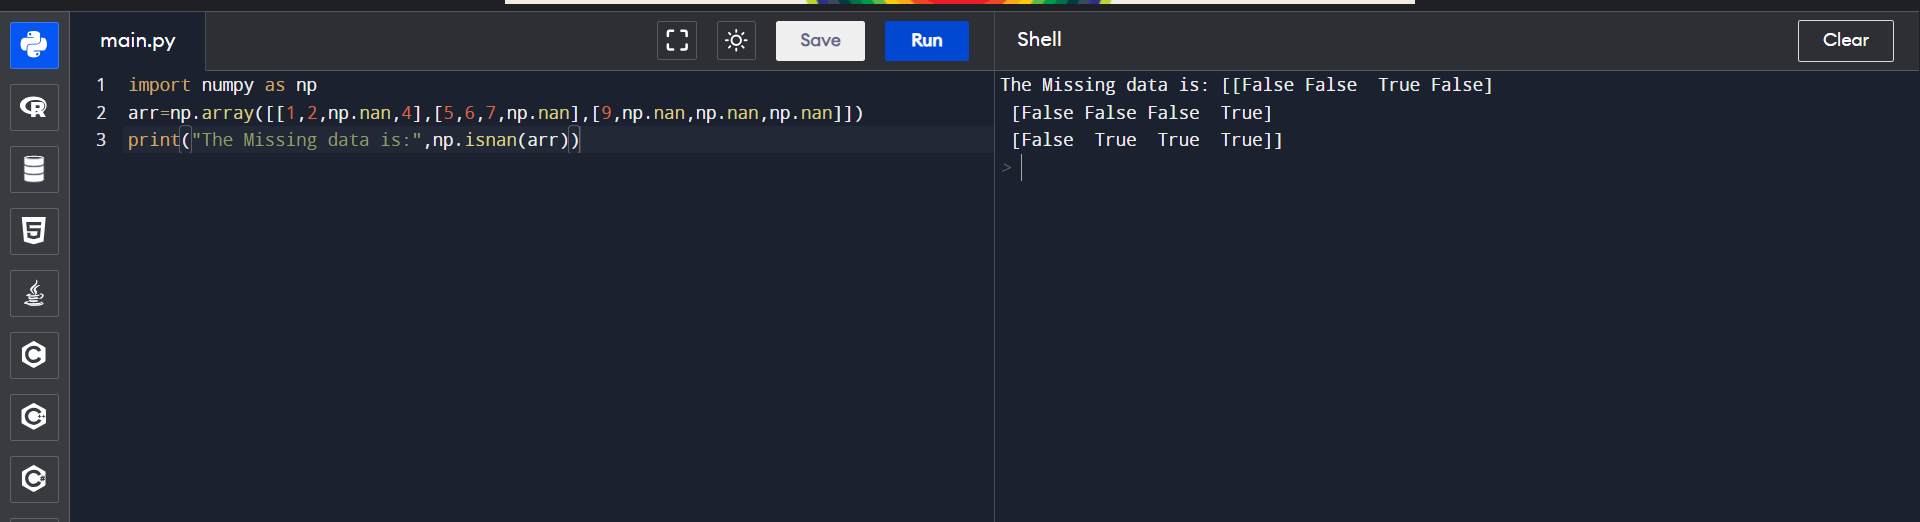 main.py
Save
Run
Shell
Clear
1 import numpy as np
2 arr=np.array([[1,2,np.nan,4],[5,6,7,np.nan],[9,np.nan,np.nan,np.nan]])
3 print("The Missing data is:",np.isnan(arr))
The Missing data is: [[False False  True False]
 [False False False  True]
 [False  True  True  True]]
>